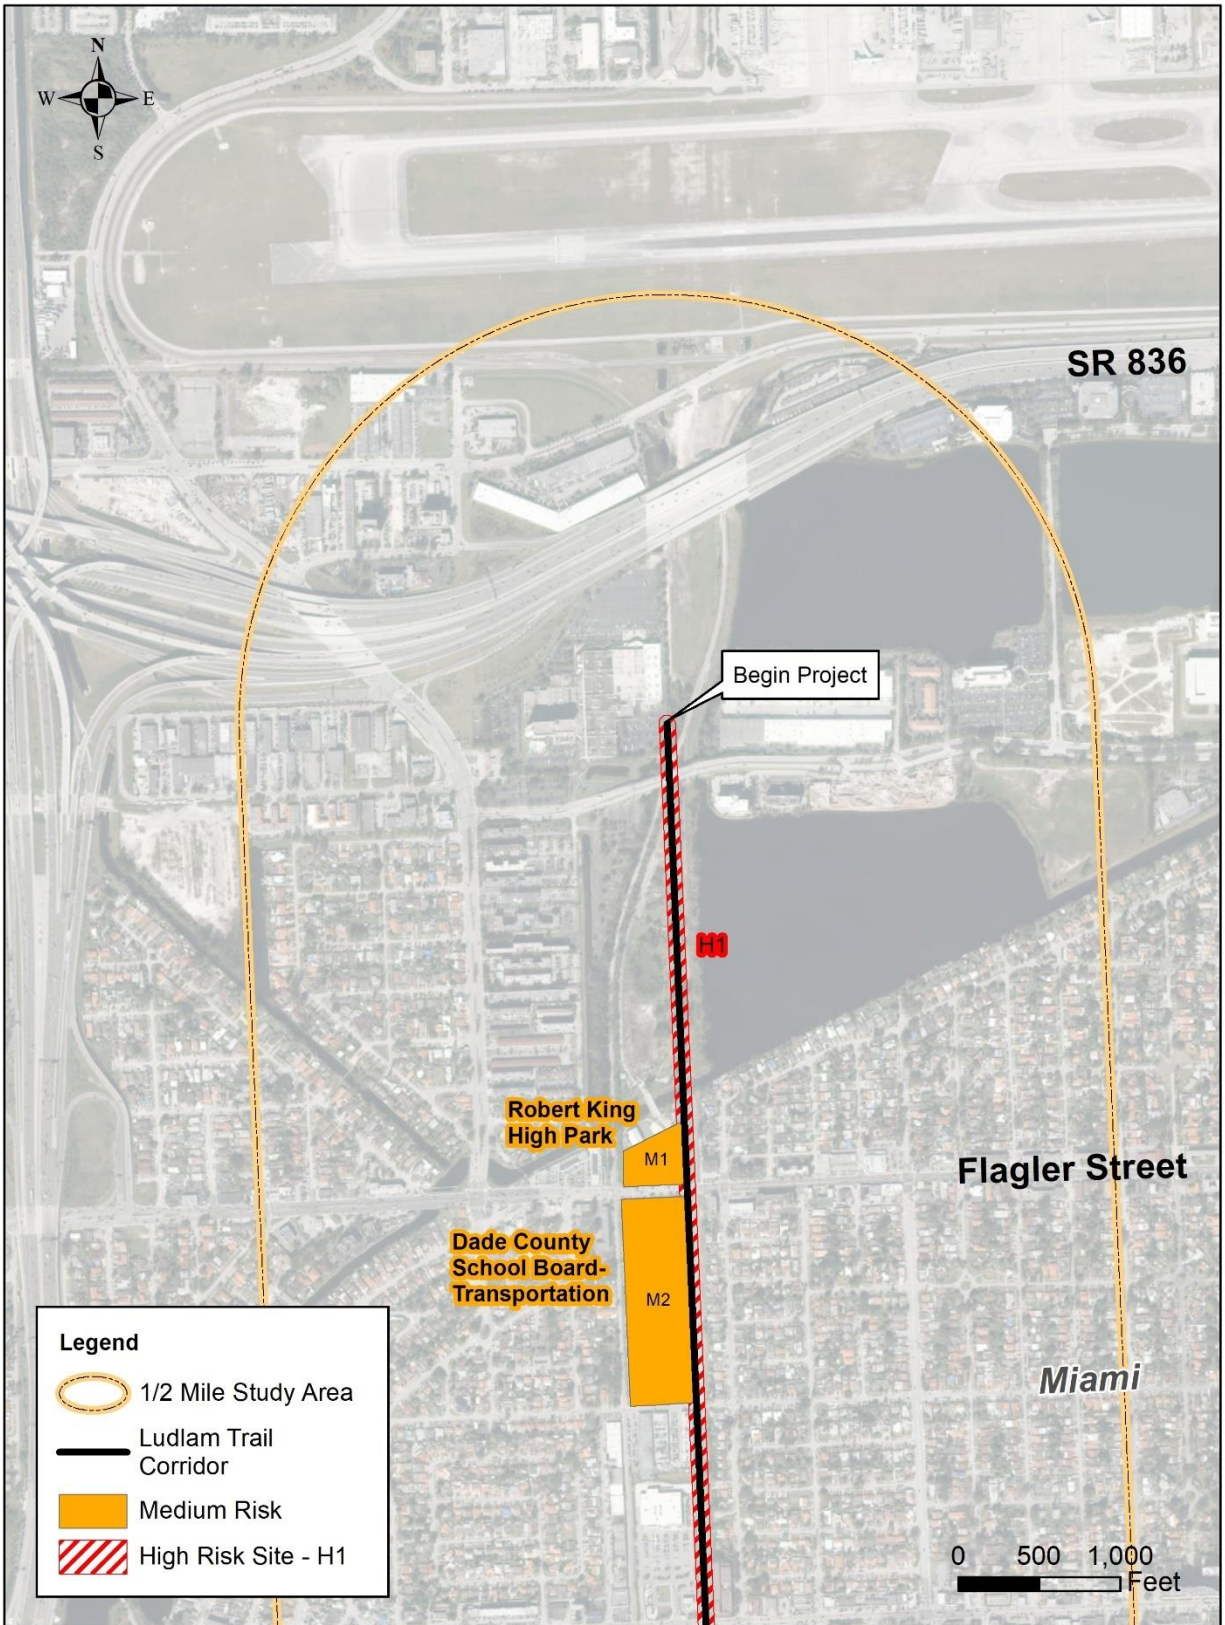 N
W E
S
SR 836
Begin Project
H1
Robert King
High Park
M1
Flagler Street
Dade County
School Board-
Transportation
M2
Miami
Legend
1/2 Mile Study Area
Ludlam Trail
Corridor
Medium Risk
High Risk Site - H1
0 500 1,000
Feet